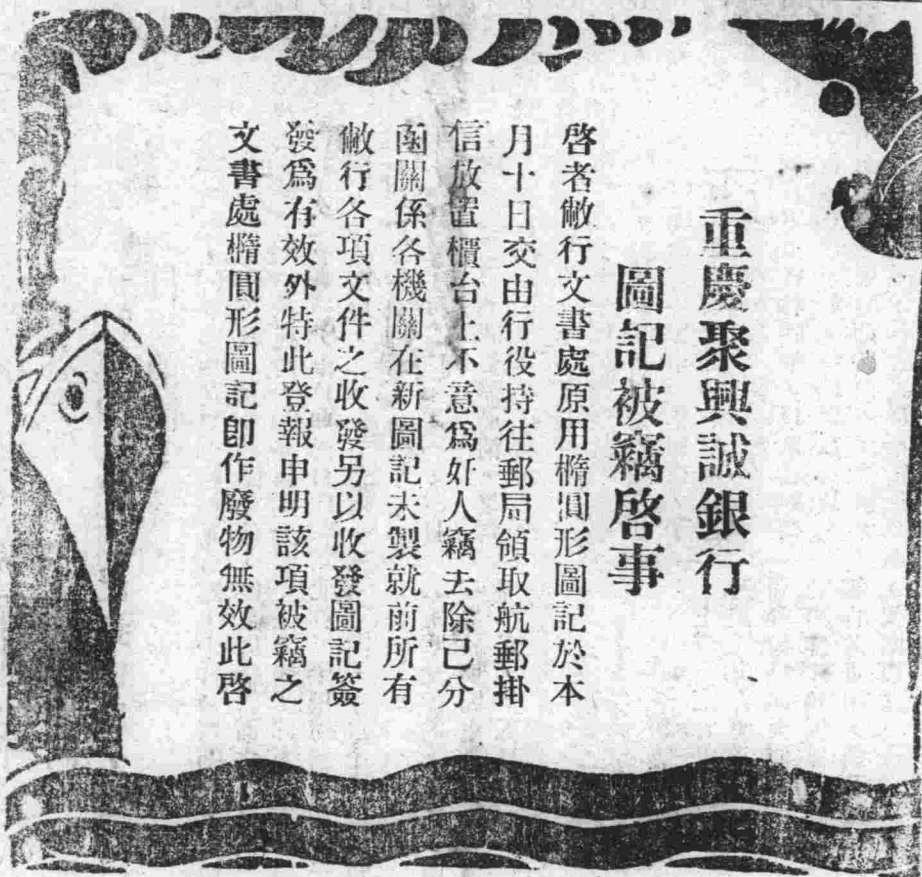 重慶聚興誠銀行
圖記被竊啓事
啓者敝行文書處原用橢圓形圖記於本
月十日交由行役持往郵局領取航郵掛
信放置櫃台上不意爲奸人竊去除已分
函關係各機關在新圖記未製就前所有
敝行各項文件之收發另以收發圖記簽
發爲有效外特此登報申明該項被竊之
文書處橢圓形圖記即作廢物無效此啓